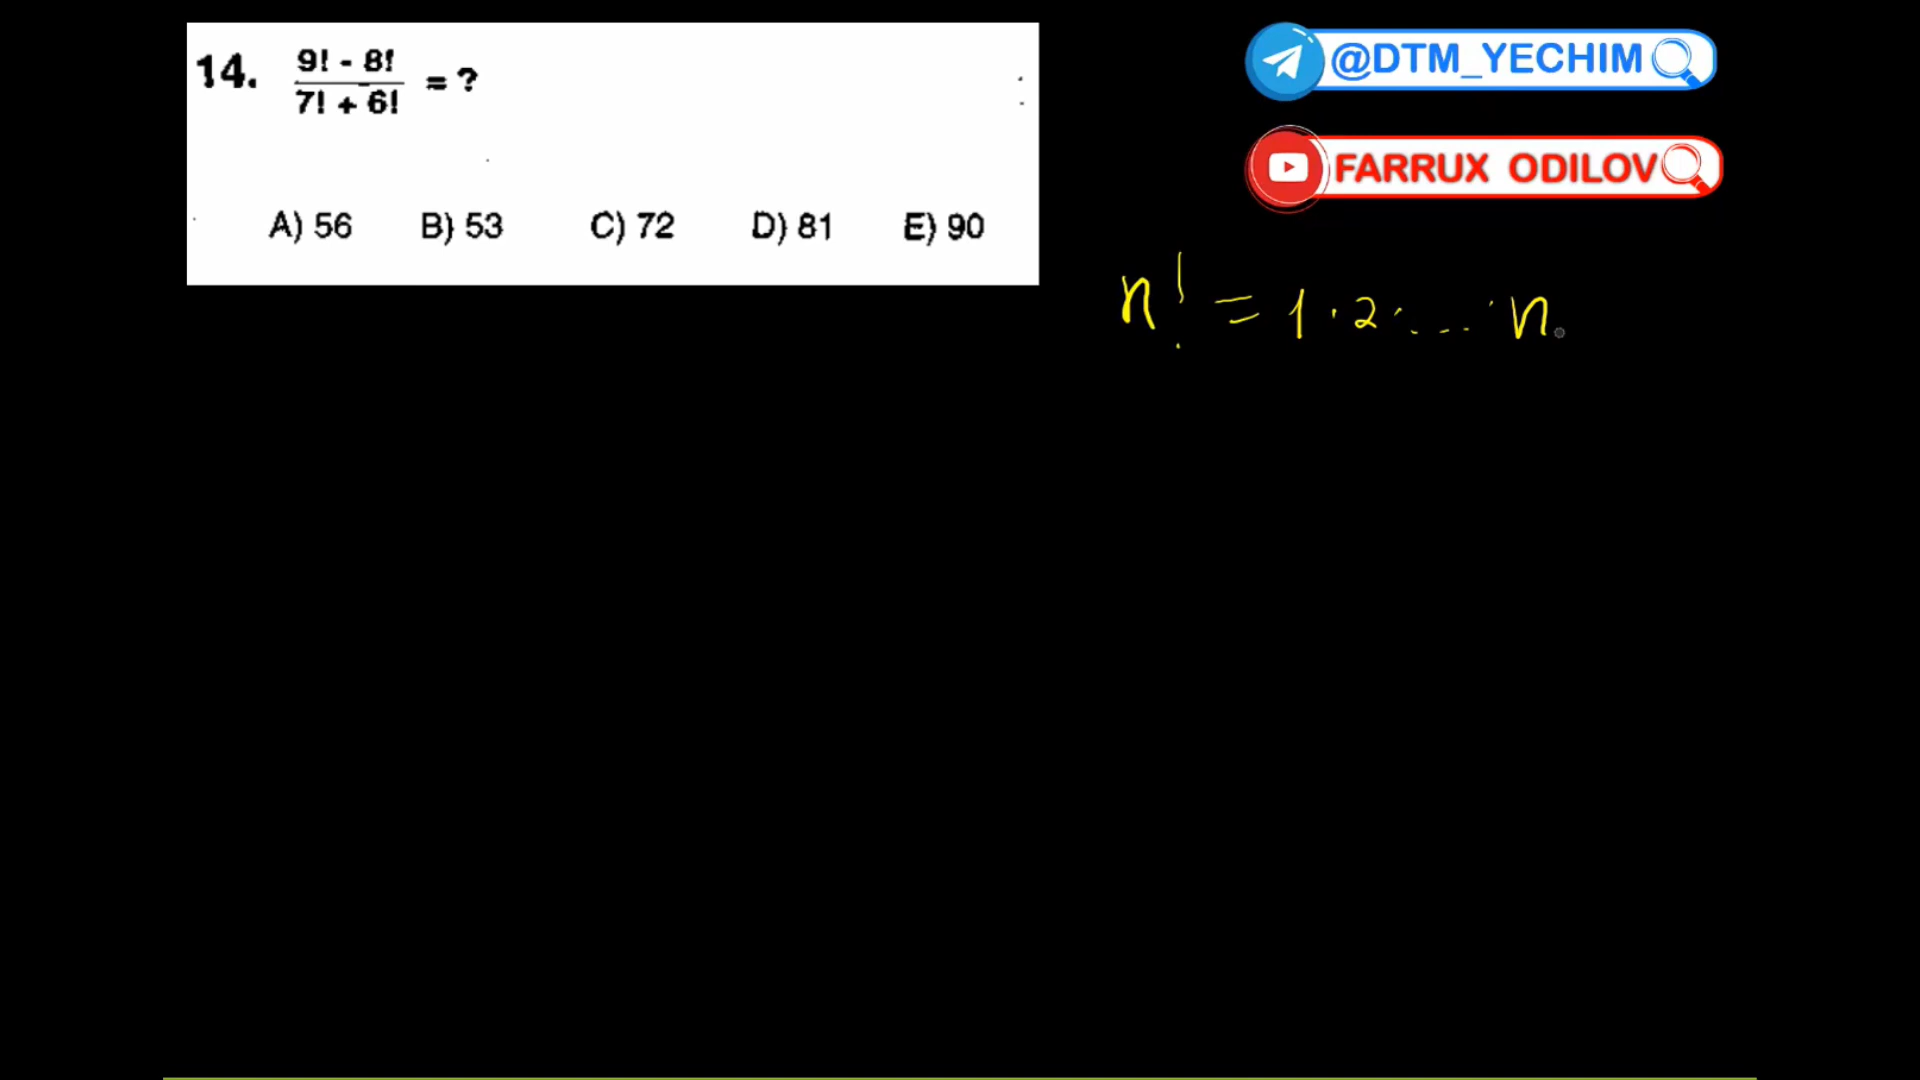 14. 9! - 8! / 7! + 6! = ?
A) 56 B) 53 C) 72 D) 81 E) 90
@DTM_YECHIM
FARRUX ODILOV
n! = 1 · 2 · ... · n